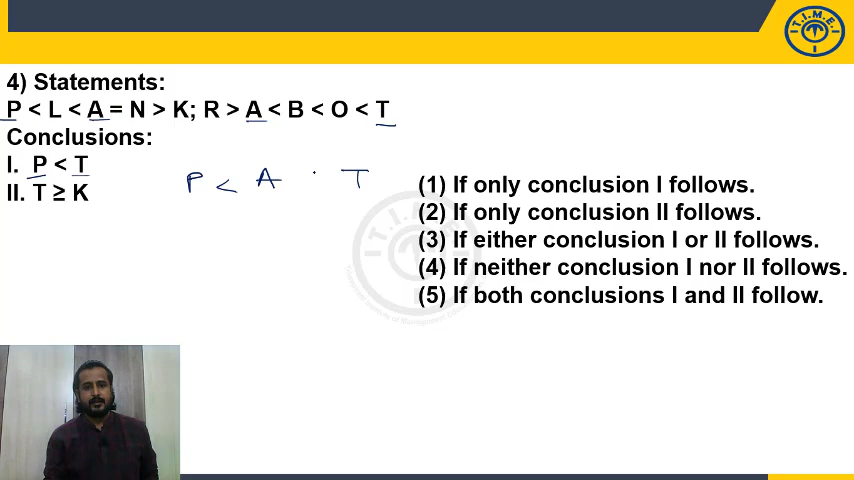 T.I.M.E.
4) Statements:
P < L < A = N > K; R > A < B < O < T
Conclusions:
I. P < T
II. T ≥ K
P < A T
(1) If only conclusion I follows.
(2) If only conclusion II follows.
(3) If either conclusion I or II follows.
(4) If neither conclusion I nor II follows.
(5) If both conclusions I and II follow.
T.I.M.E.